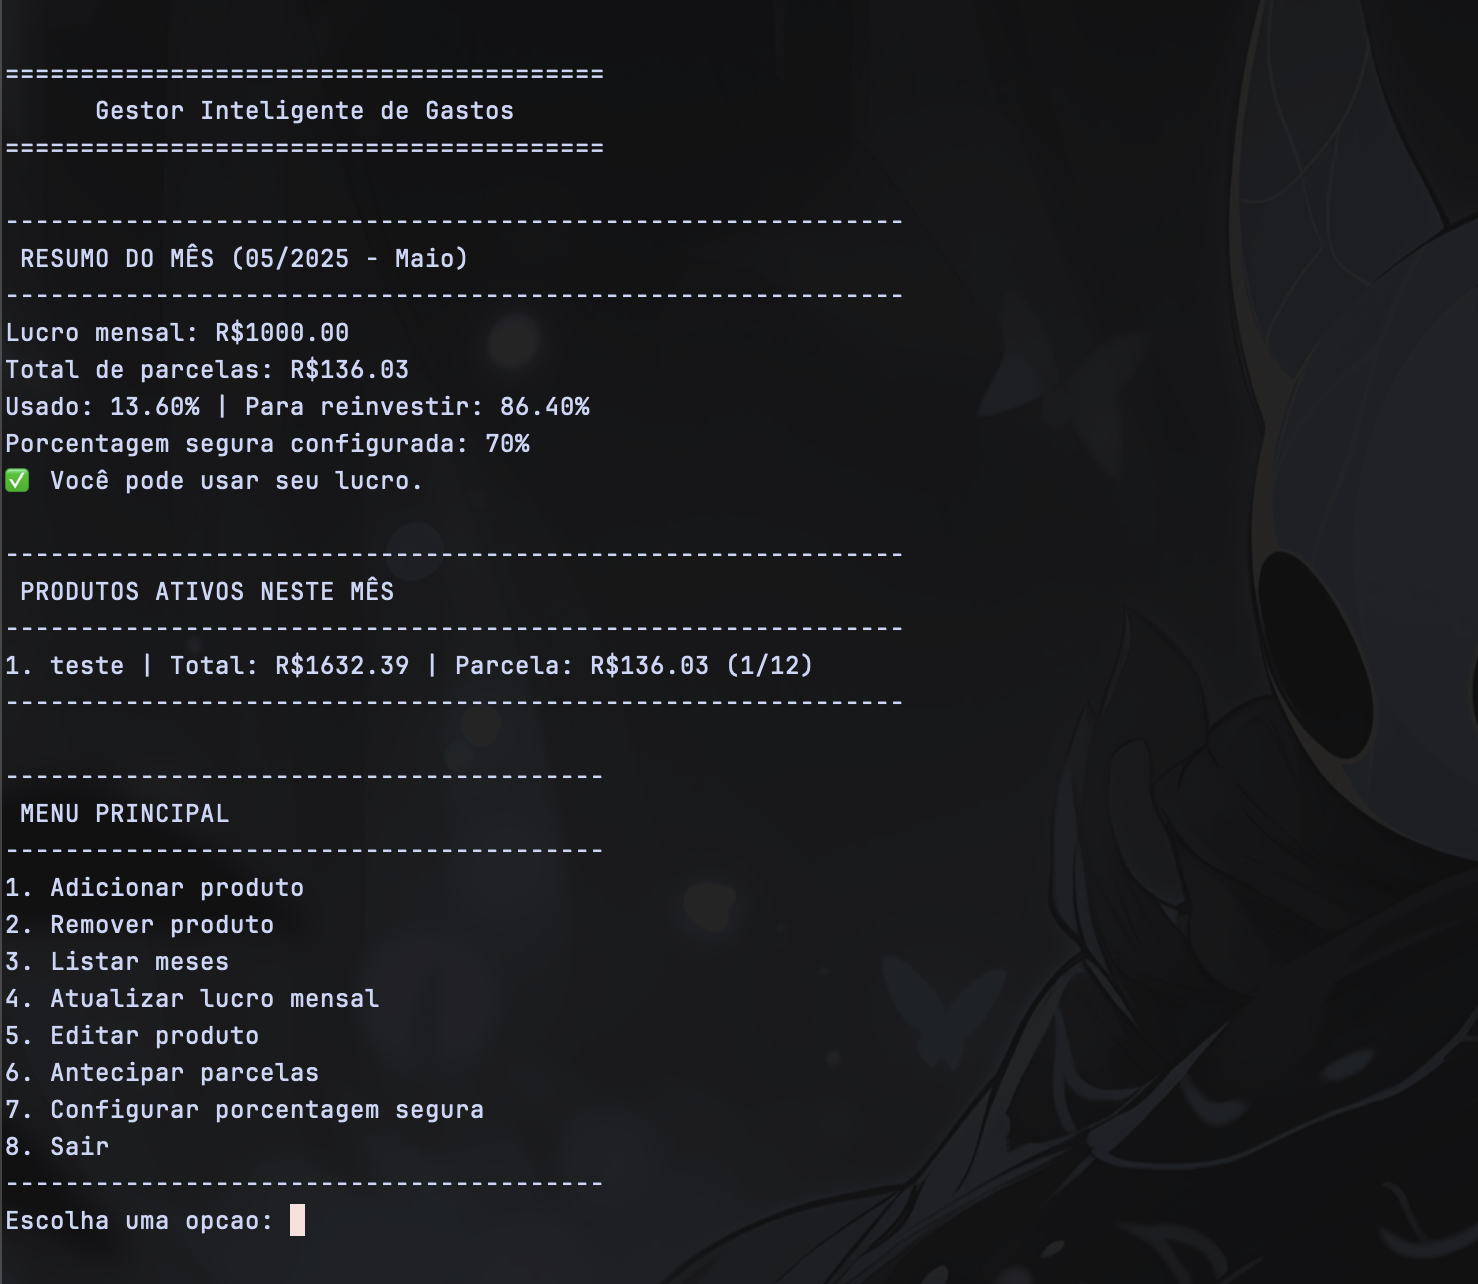 ========================================
Gestor Inteligente de Gastos
========================================
------------------------------------------------------------
RESUMO DO MÊS (05/2025 - Maio)
------------------------------------------------------------
Lucro mensal: R$1000.00
Total de parcelas: R$136.03
Usado: 13.60% | Para reinvestir: 86.40%
Porcentagem segura configurada: 70%
✅ Você pode usar seu lucro.
------------------------------------------------------------
PRODUTOS ATIVOS NESTE MÊS
------------------------------------------------------------
1. teste | Total: R$1632.39 | Parcela: R$136.03 (1/12)
------------------------------------------------------------
----------------------------------------
MENU PRINCIPAL
----------------------------------------
1. Adicionar produto
2. Remover produto
3. Listar meses
4. Atualizar lucro mensal
5. Editar produto
6. Antecipar parcelas
7. Configurar porcentagem segura
8. Sair
----------------------------------------
Escolha uma opcao: